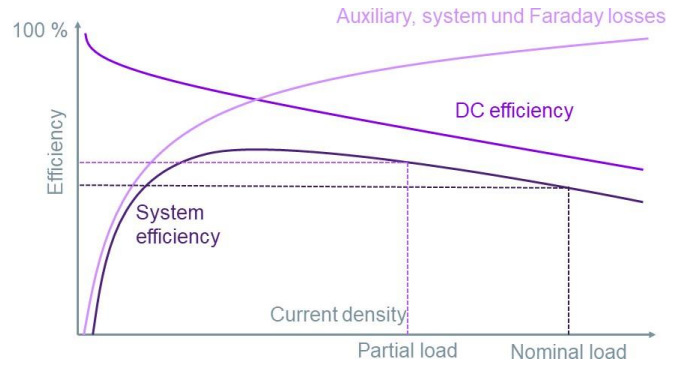 Auxiliary, system und Faraday losses
100 %
DC efficiency
Efficiency
System
efficiency
Current density
Partial load
Nominal load